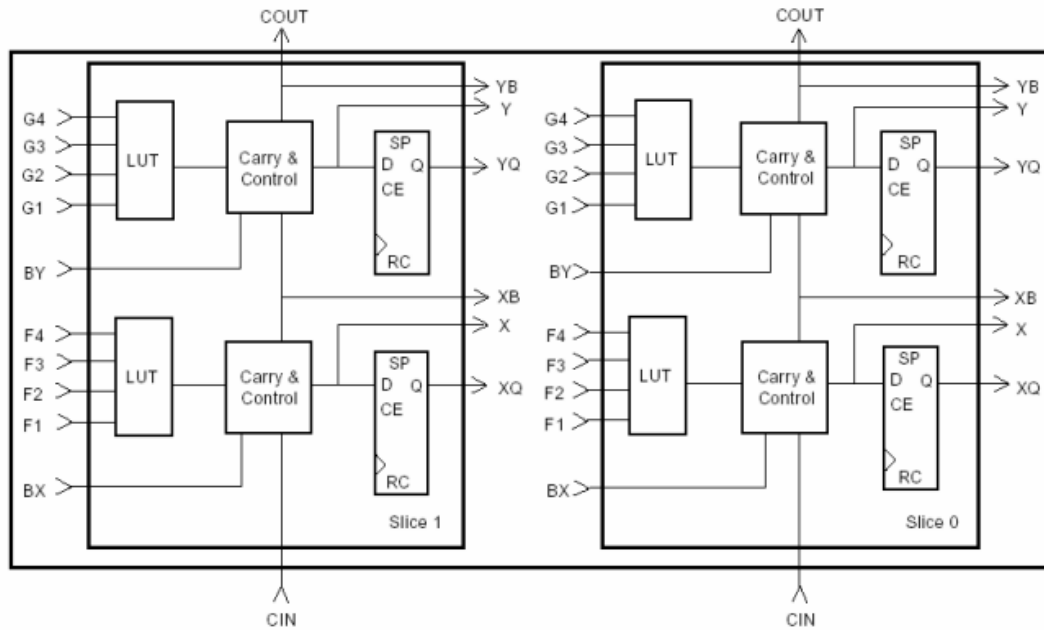 COUT
COUT
YB
Y
G4
G3
G2
G1
LUT
Carry &
Control
SP
D Q
CE
RC
YQ
BY
XB
X
F4
F3
F2
F1
LUT
Carry &
Control
SP
D Q
CE
RC
XQ
BX
Slice 1
CIN
YB
Y
G4
G3
G2
G1
LUT
Carry &
Control
SP
D Q
CE
RC
YQ
BY
XB
X
F4
F3
F2
F1
LUT
Carry &
Control
SP
D Q
CE
RC
XQ
BX
Slice 0
CIN